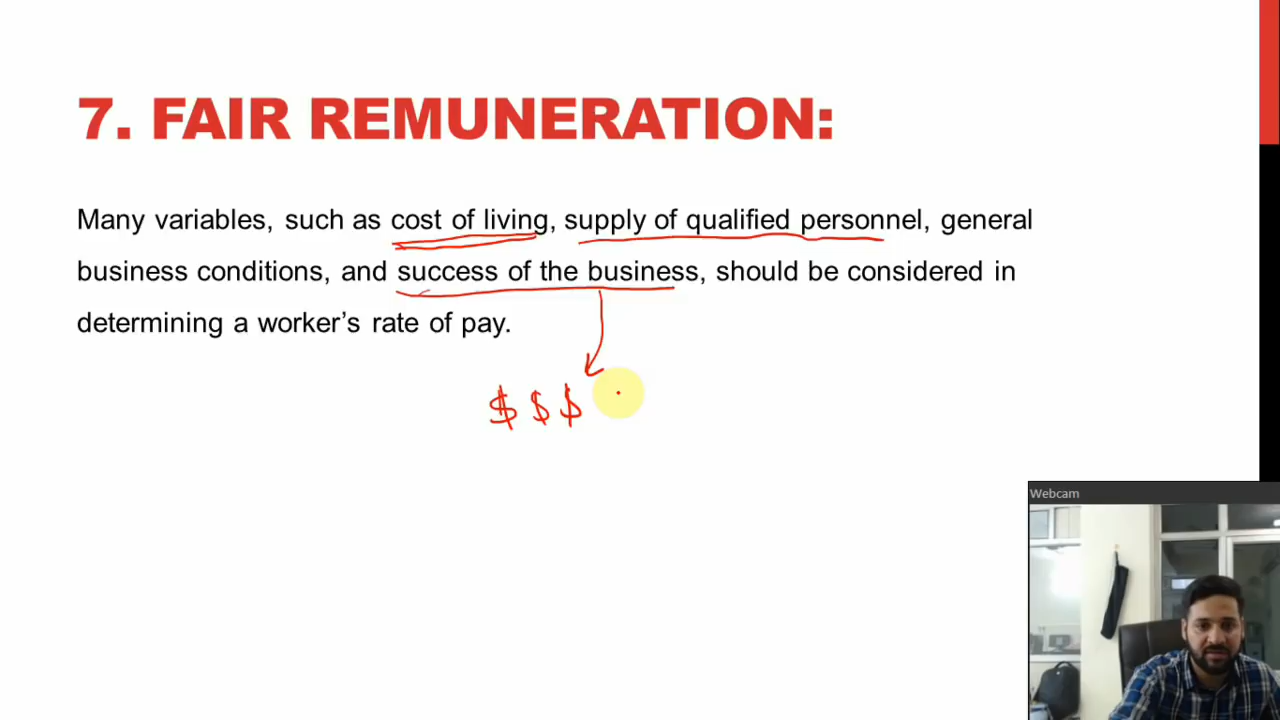 7. FAIR REMUNERATION:
Many variables, such as cost of living, supply of qualified personnel, general
business conditions, and success of the business, should be considered in
determining a worker’s rate of pay.
$ $ $
Webcam